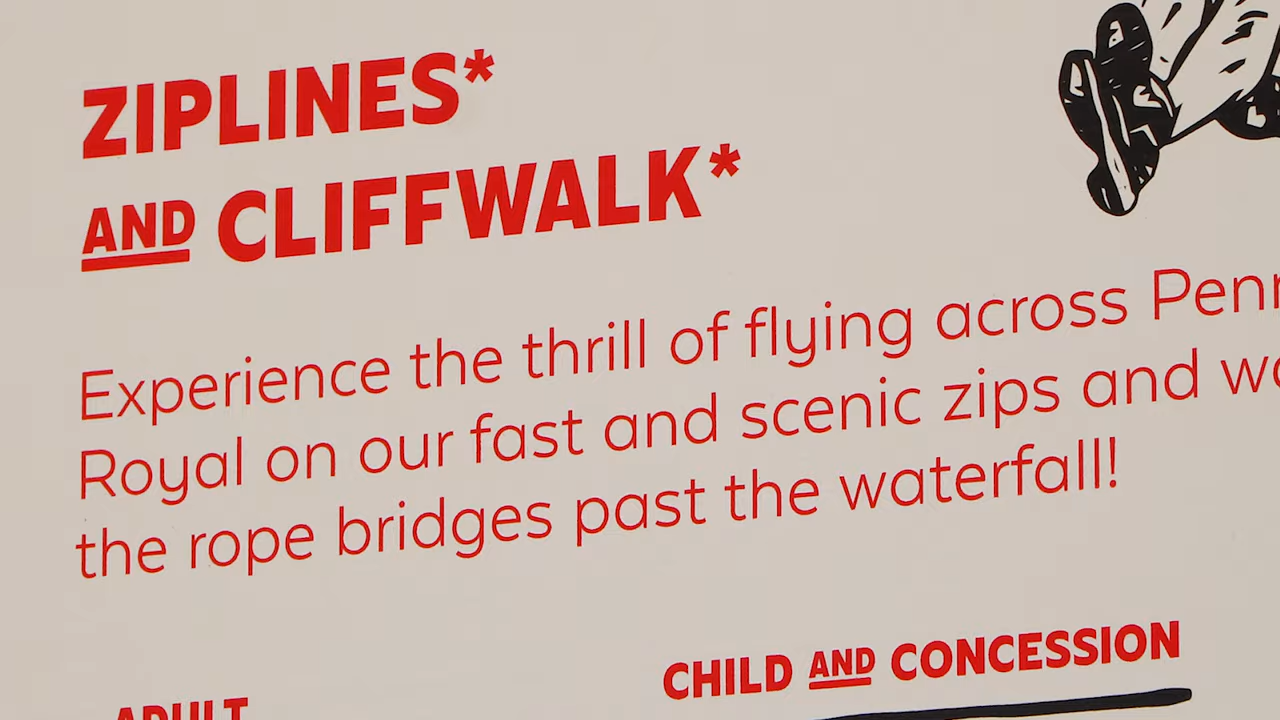 ZIPLINES*
AND CLIFFWALK*
Experience the thrill of flying across
Royal on our fast and scenic zips and
the rope bridges past the waterfall!
CHILD AND CONCESSION
ADULT